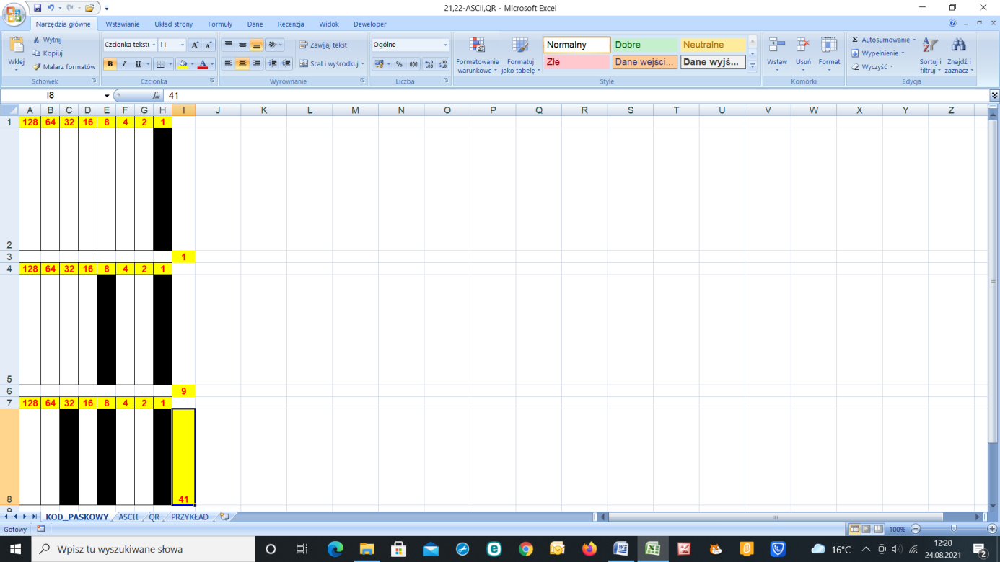 21,22-ASCII,QR - Microsoft Excel
Narzędzia główne Wstawianie Układ strony Formuły Dane Recenzja Widok Deweloper
Wklej
Wytnij
Kopiuj
Malarz formatów
Schowek
Czcionka tekstu 11
B I U
Czcionka
Zawijaj tekst
Scal i wyśrodkuj
Wyrównanie
Ogólne
% 000
Liczba
Formatowanie warunkowe
Formatuj jako tabelę
Normalny Dobre Neutralne
Złe Dane wejści... Dane wyjś...
Style
Wstaw Usuń Format
Komórki
Σ Autosumowanie
Wypełnienie
Wyczyść
Sortuj i filtruj
Znajdź i zaznacz
Edycja
I8 fx 41
A B C D E F G H I J K L M N O P Q R S T U V W X Y Z
1 128 64 32 16 8 4 2 1
2
3 1
4 128 64 32 16 8 4 2 1
5
6 9
7 128 64 32 16 8 4 2 1
8 41
9
KOD_PASKOWY ASCII QR PRZYKŁAD
Gotowy 100%
Wpisz tu wyszukiwane słowa
16°C
12:20
24.08.2021
2